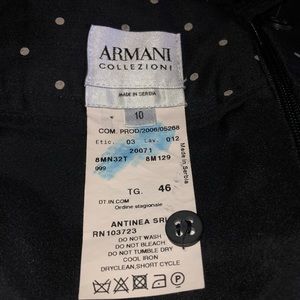 ARMANI
COLLEZIONI
MADE IN SERBIA
10
COM. PROD/2006/05268
Etic. 03 Lav. 012
20071
8MN32T 8M129
999
Made in Serbia
TG. 46
DT.IN.COM
Ordine stagionale
ANTINEA SRL
RN103723
DO NOT WASH
DO NOT BLEACH
DO NOT TUMBLE DRY
COOL IRON
DRYCLEAN,SHORT CYCLE